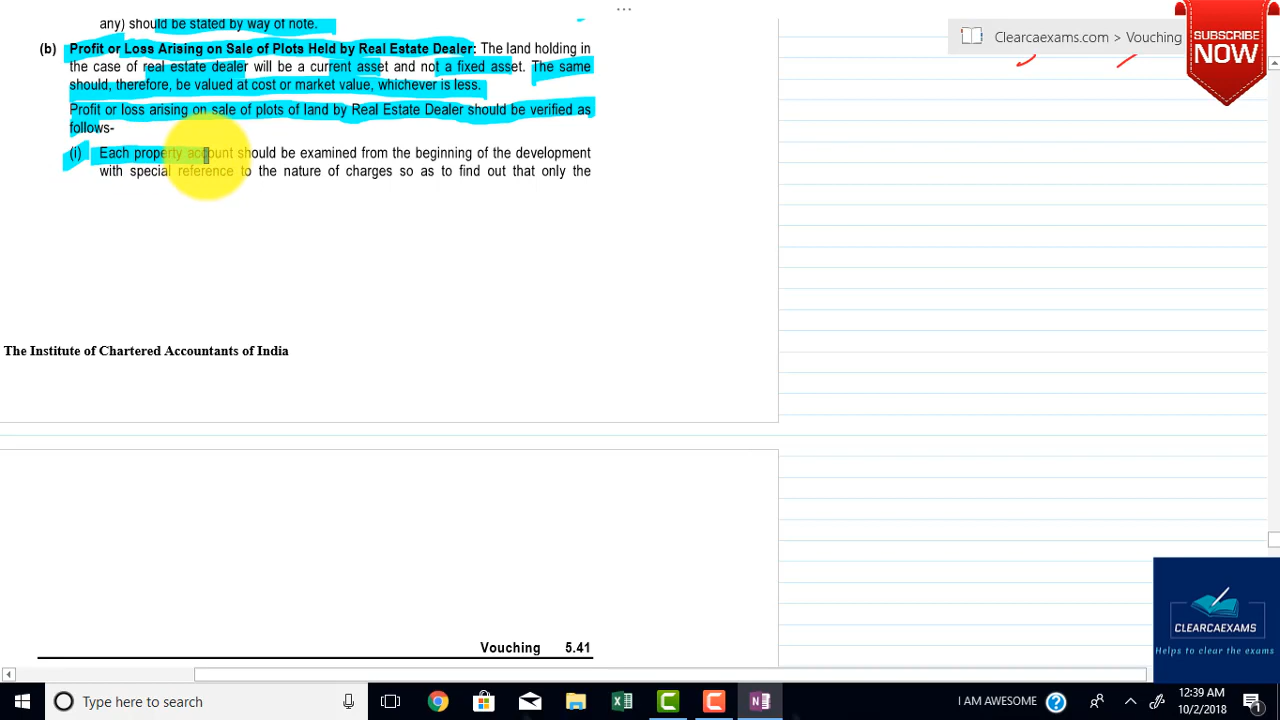 any) should be stated by way of note.
(b) Profit or Loss Arising on Sale of Plots Held by Real Estate Dealer: The land holding in
the case of real estate dealer will be a current asset and not a fixed asset. The same
should, therefore, be valued at cost or market value, whichever is less.
Profit or loss arising on sale of plots of land by Real Estate Dealer should be verified as
follows-
(i) Each property account should be examined from the beginning of the development
with special reference to the nature of charges so as to find out that only the
The Institute of Chartered Accountants of India
Vouching 5.41
Clearcaexams.com > Vouching
SUBSCRIBE
NOW
CLEARCAEXAMS
Helps to clear the exams
Type here to search
I AM AWESOME
12:39 AM
10/2/2018
1